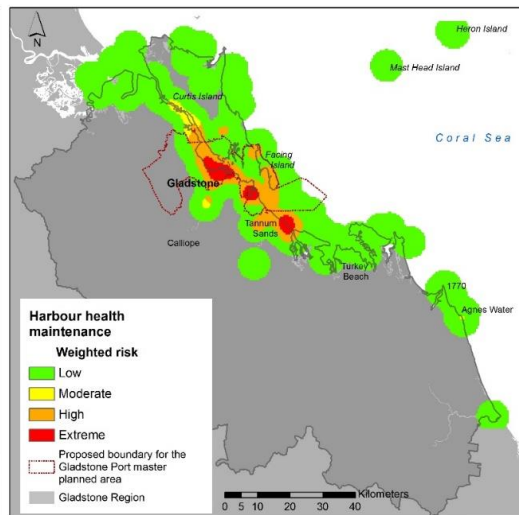 N
Heron Island
Mast Head Island
Curtis Island
Coral Sea
Facing
Island
Gladstone
Tannum
Sands
Calliope
Turkey
Beach
1770
Agnes Water
Harbour health
maintenance
Weighted risk
Low
Moderate
High
Extreme
Proposed boundary for the
Gladstone Port master
planned area
Gladstone Region
Kilometers
0 5 10 20 30 40